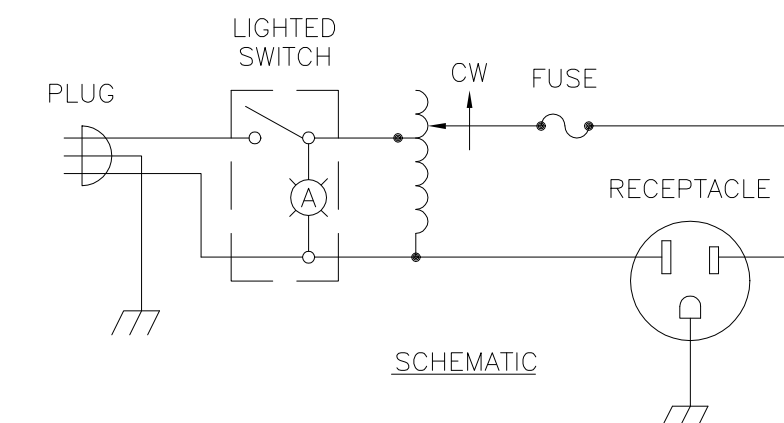 LIGHTED
SWITCH
CW
FUSE
PLUG
A
RECEPTACLE
SCHEMATIC